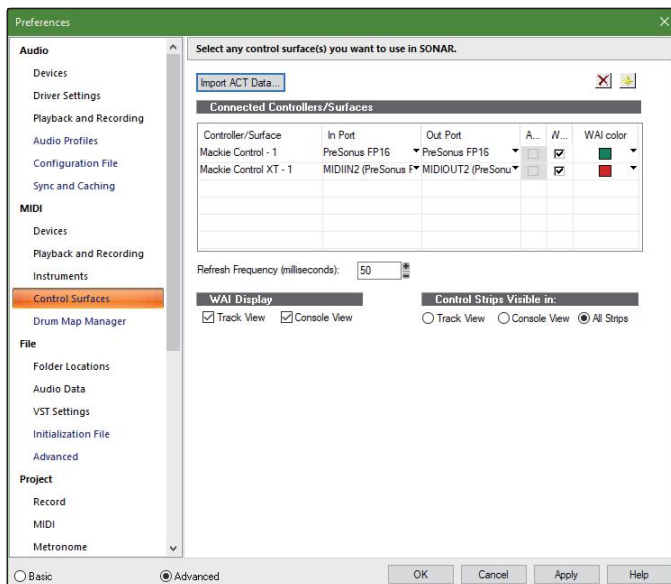 Preferences
Audio
Devices
Driver Settings
Playback and Recording
Audio Profiles
Configuration File
Sync and Caching
MIDI
Devices
Playback and Recording
Instruments
Control Surfaces
Drum Map Manager
File
Folder Locations
Audio Data
VST Settings
Initialization File
Advanced
Project
Record
MIDI
Metronome
Basic
Advanced
Select any control surface(s) you want to use in SONAR.
Import ACT Data...
Connected Controllers/Surfaces
Controller/Surface In Port Out Port A... W... WAI color
Mackie Control - 1 PreSonus FP16 PreSonus FP16
Mackie Control XT - 1 MIDIIN2 (PreSonus F MIDIOUT2 (PreSonu
Refresh Frequency (milliseconds): 50
WAI Display
Track View Console View
Control Strips Visible in:
Track View Console View All Strips
OK Cancel Apply Help